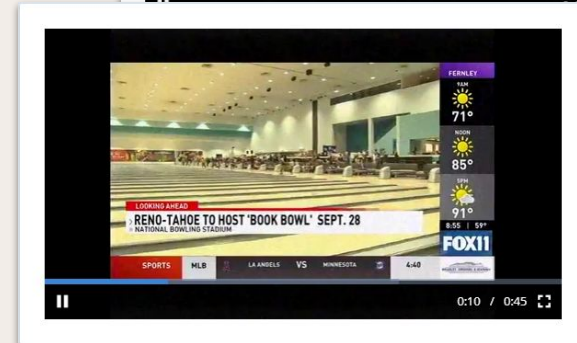 FERNLEY
9AM
71°
NOON
85°
5PM
91°
LOOKING AHEAD
RENO-TAHOE TO HOST 'BOOK BOWL' SEPT. 28
NATIONAL BOWLING STADIUM
8:55 | 59°
FOX11
SPORTS MLB LA ANGELS VS MINNESOTA 4:40
0:10 / 0:45